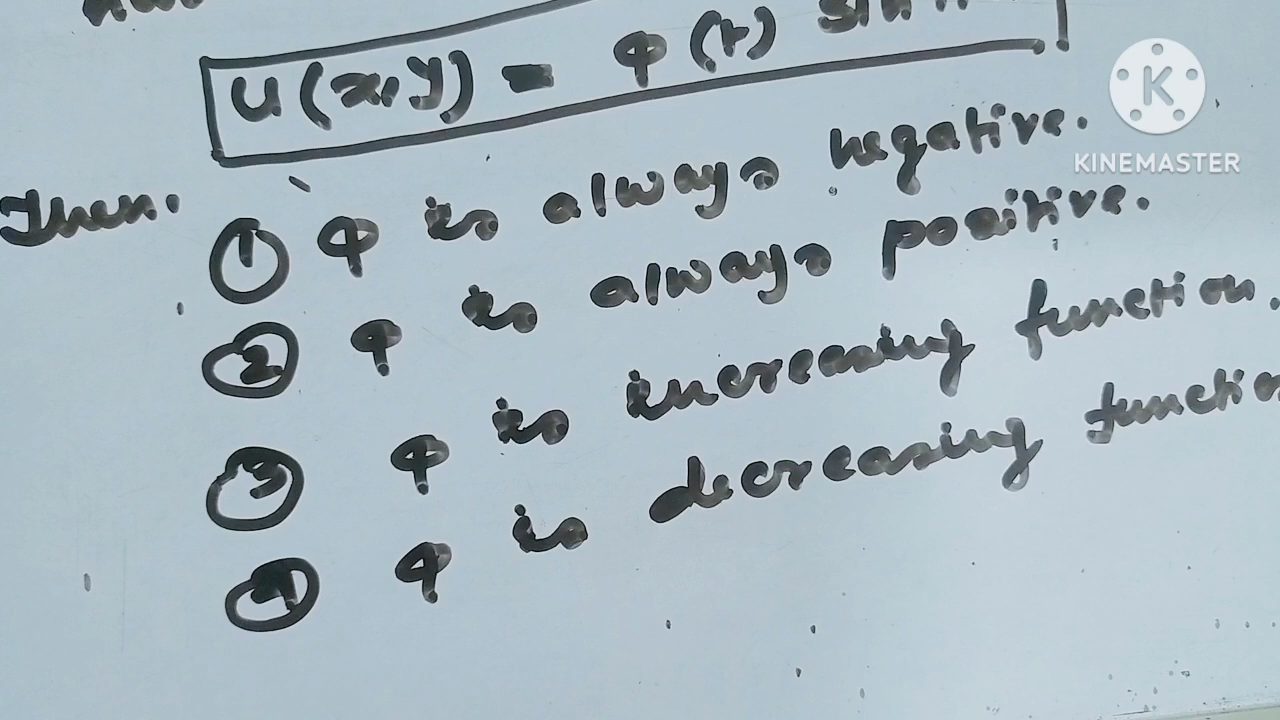 U(x,y) = φ(r)
KINEMASTER
Then.
① φ is always negative.
② φ is always positive.
③ φ is increasing function.
④ φ is decreasing function